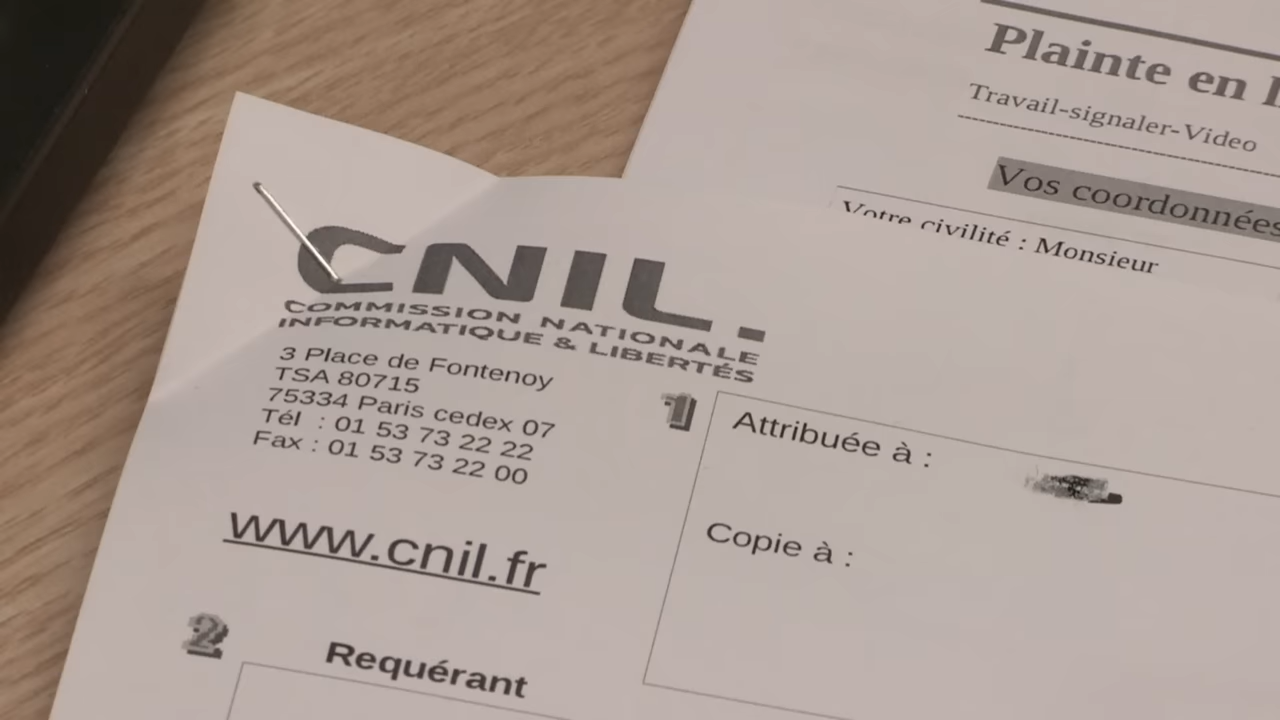 Plainte en
Travail-signaler-Video
Vos coordonnées
Votre civilité : Monsieur
CNIL.
COMMISSION NATIONALE
INFORMATIQUE & LIBERTÉS
3 Place de Fontenoy
TSA 80715
75334 Paris cedex 07
Tél : 01 53 73 22 22
Fax : 01 53 73 22 00
www.cnil.fr
1
Attribuée à :
Copie à :
2
Requérant